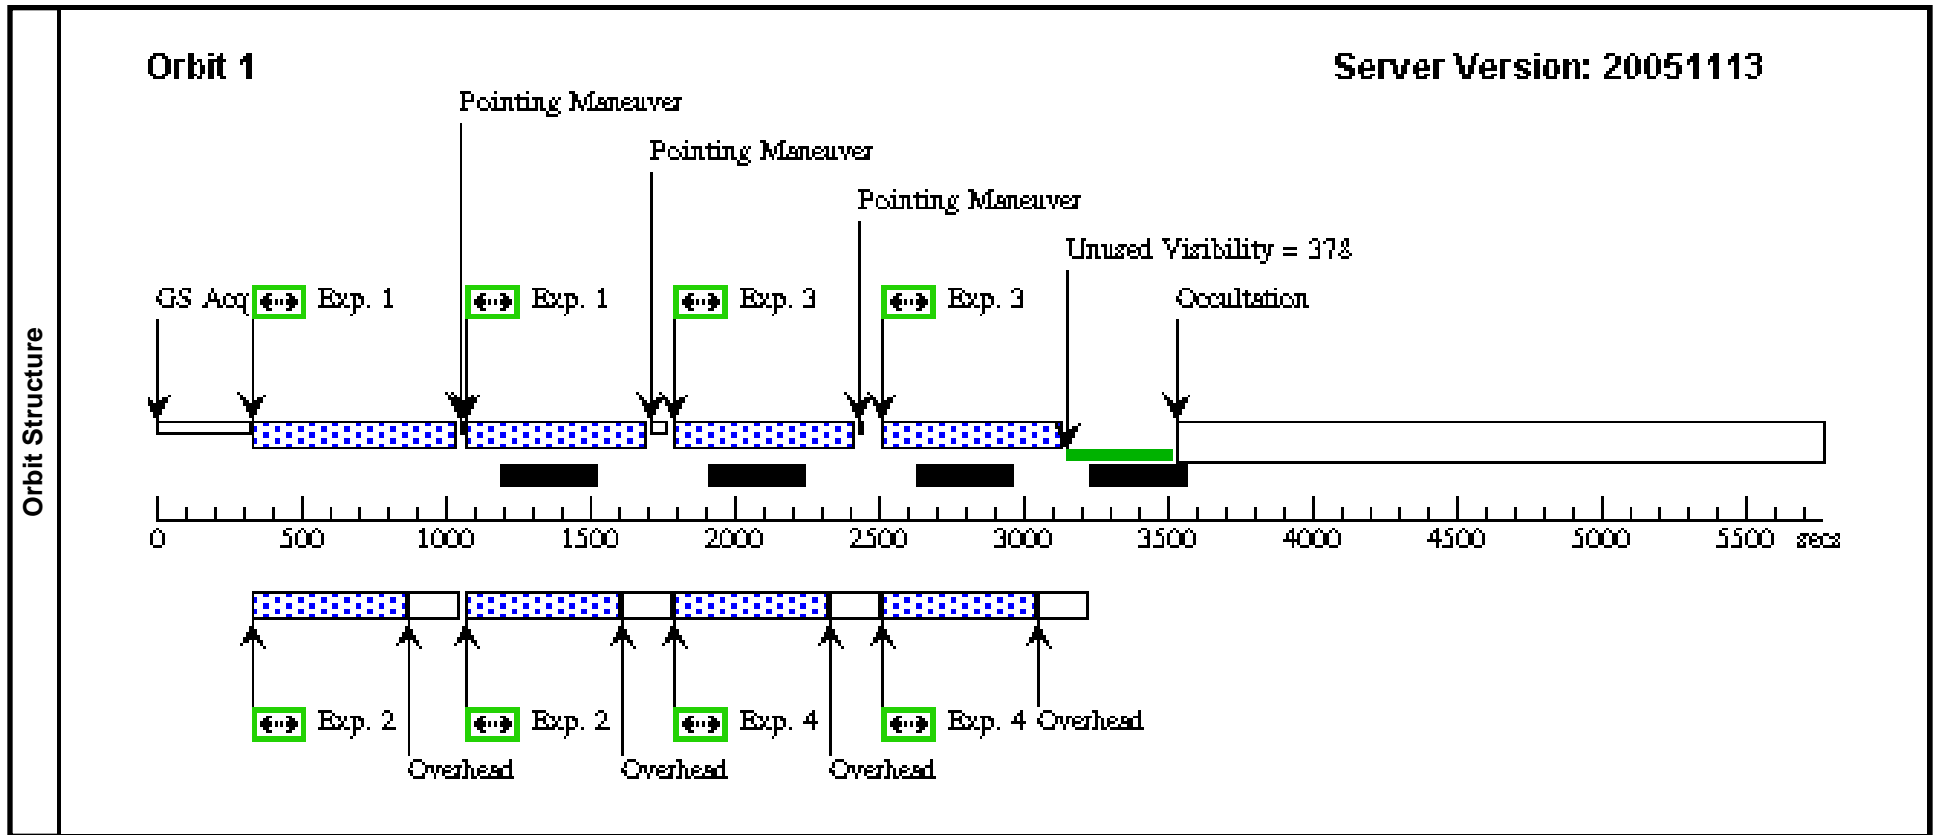 Orbit 1
Server Version: 20051113
Pointing Maneuver
Pointing Maneuver
Pointing Maneuver
Unused Visibility = 378
GS Acq
Exp. 1
Exp. 1
Exp. 3
Exp. 3
Occultation
Orbit Structure
0 500 1000 1500 2000 2500 3000 3500 4000 4500 5000 5500 secs
Exp. 2
Exp. 2
Exp. 4
Exp. 4
Overhead
Overhead
Overhead
Overhead